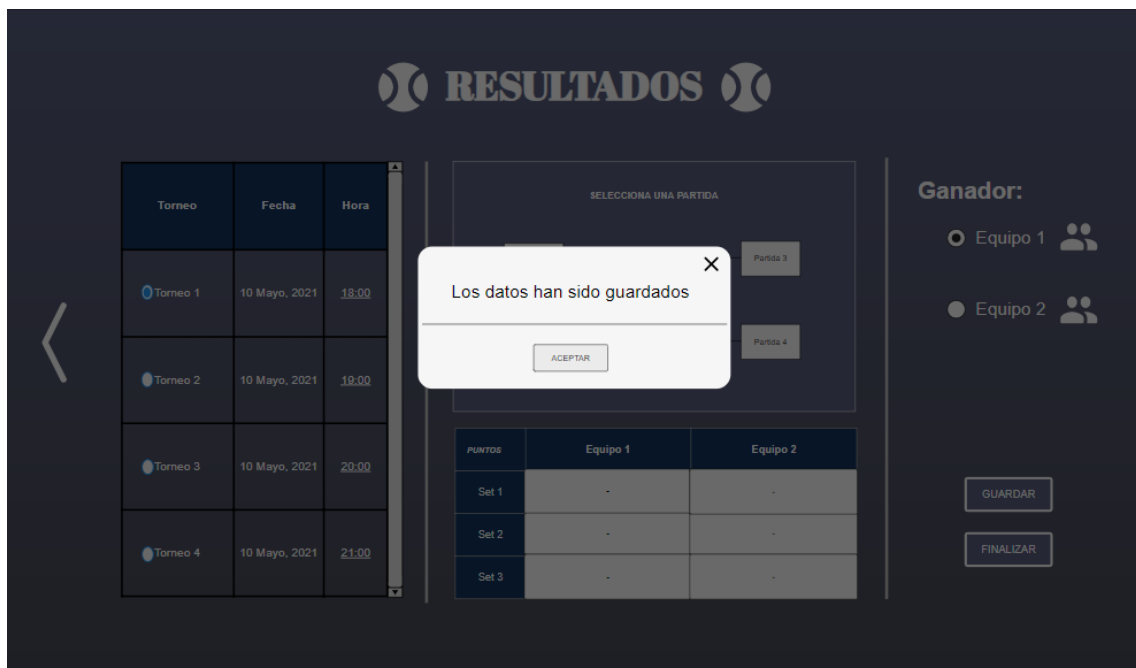 RESULTADOS
Torneo Fecha Hora
Torneo 1 10 Mayo, 2021 18:00
Torneo 2 10 Mayo, 2021 19:00
Torneo 3 10 Mayo, 2021 20:00
Torneo 4 10 Mayo, 2021 21:00
SELECCIONA UNA PARTIDA
Partida 3
Partida 4
Los datos han sido guardados
ACEPTAR
PUNTOS Equipo 1 Equipo 2
Set 1 - -
Set 2 - -
Set 3 - -
Ganador:
Equipo 1
Equipo 2
GUARDAR
FINALIZAR